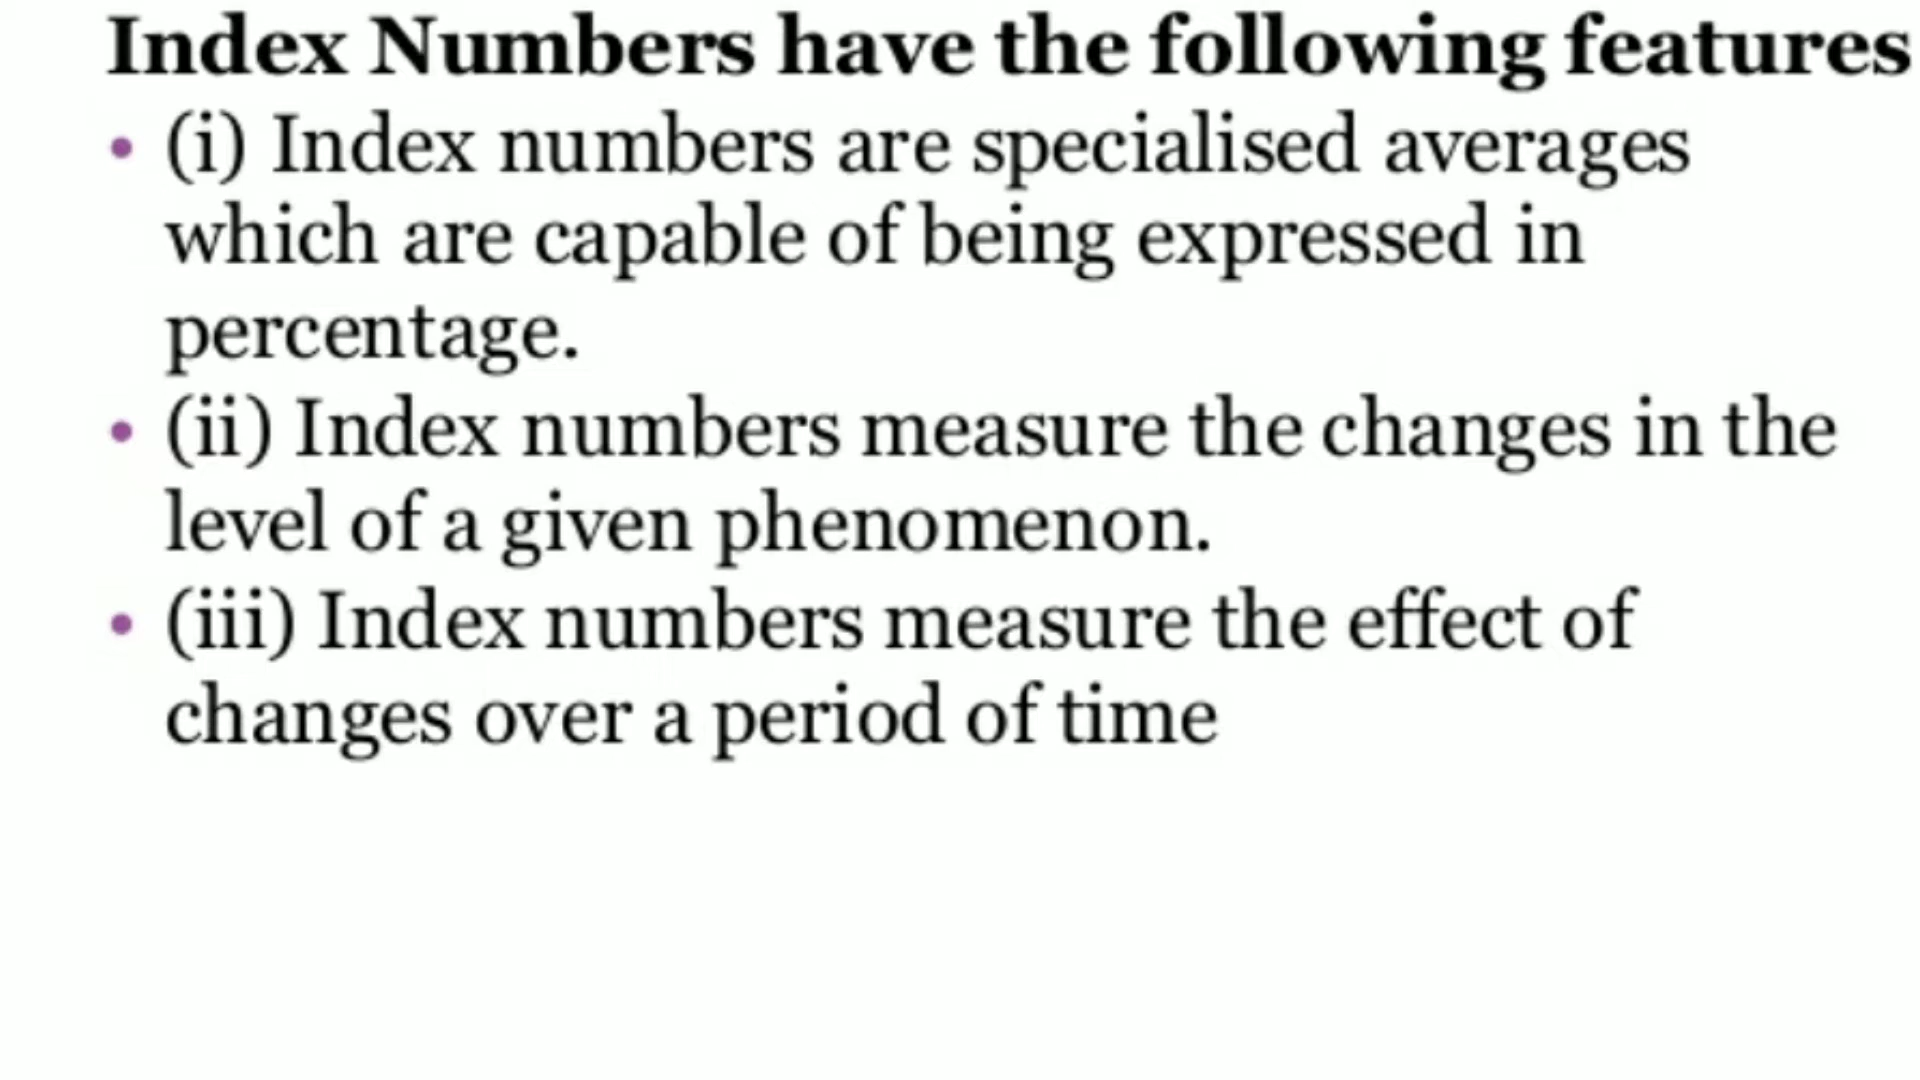 Index Numbers have the following features
• (i) Index numbers are specialised averages
which are capable of being expressed in
percentage.
• (ii) Index numbers measure the changes in the
level of a given phenomenon.
• (iii) Index numbers measure the effect of
changes over a period of time